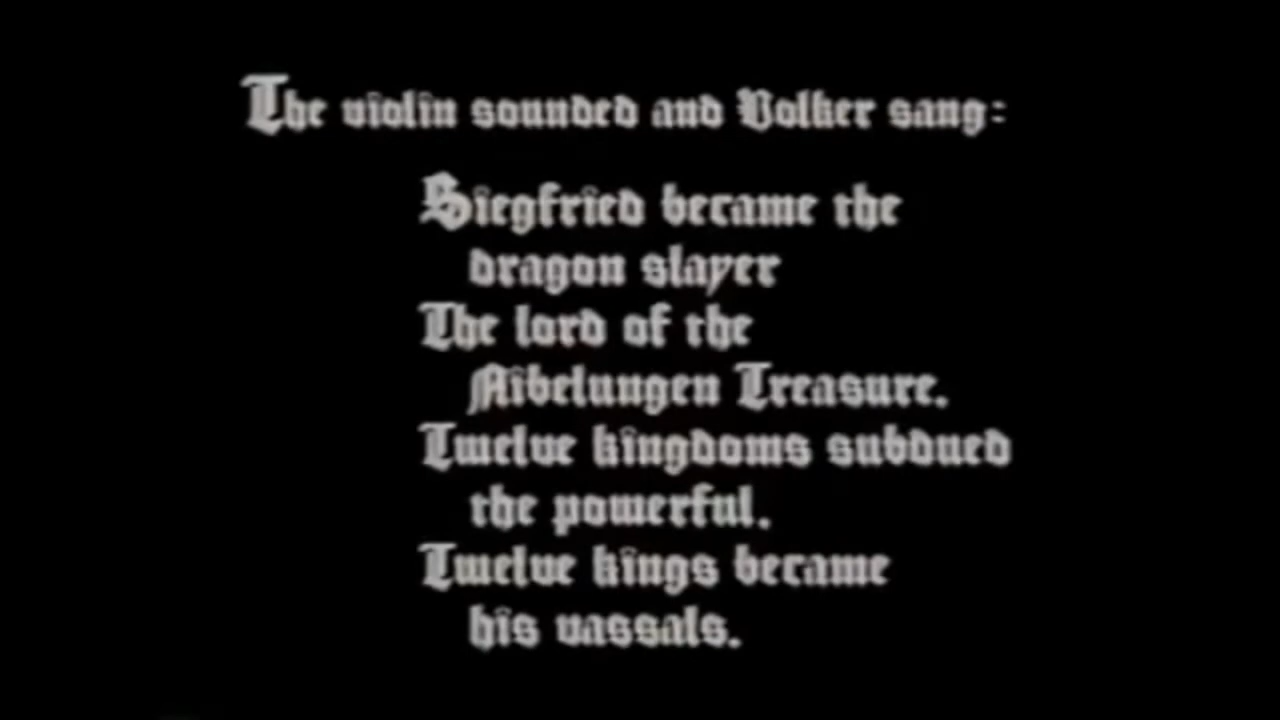 The violin sounded and Volker sang:
Siegfried became the
dragon slayer
The lord of the
Nibelungen Treasure.
Twelve kingdoms subdued
the powerful.
Twelve kings became
his vassals.